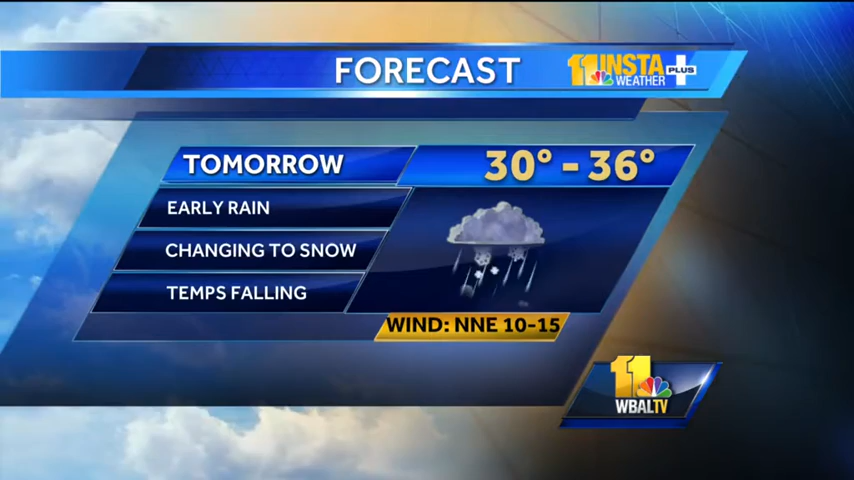 FORECAST
11 INSTA
WEATHER PLUS
TOMORROW 30° - 36°
EARLY RAIN
CHANGING TO SNOW
TEMPS FALLING
WIND: NNE 10-15
11
WBALTV